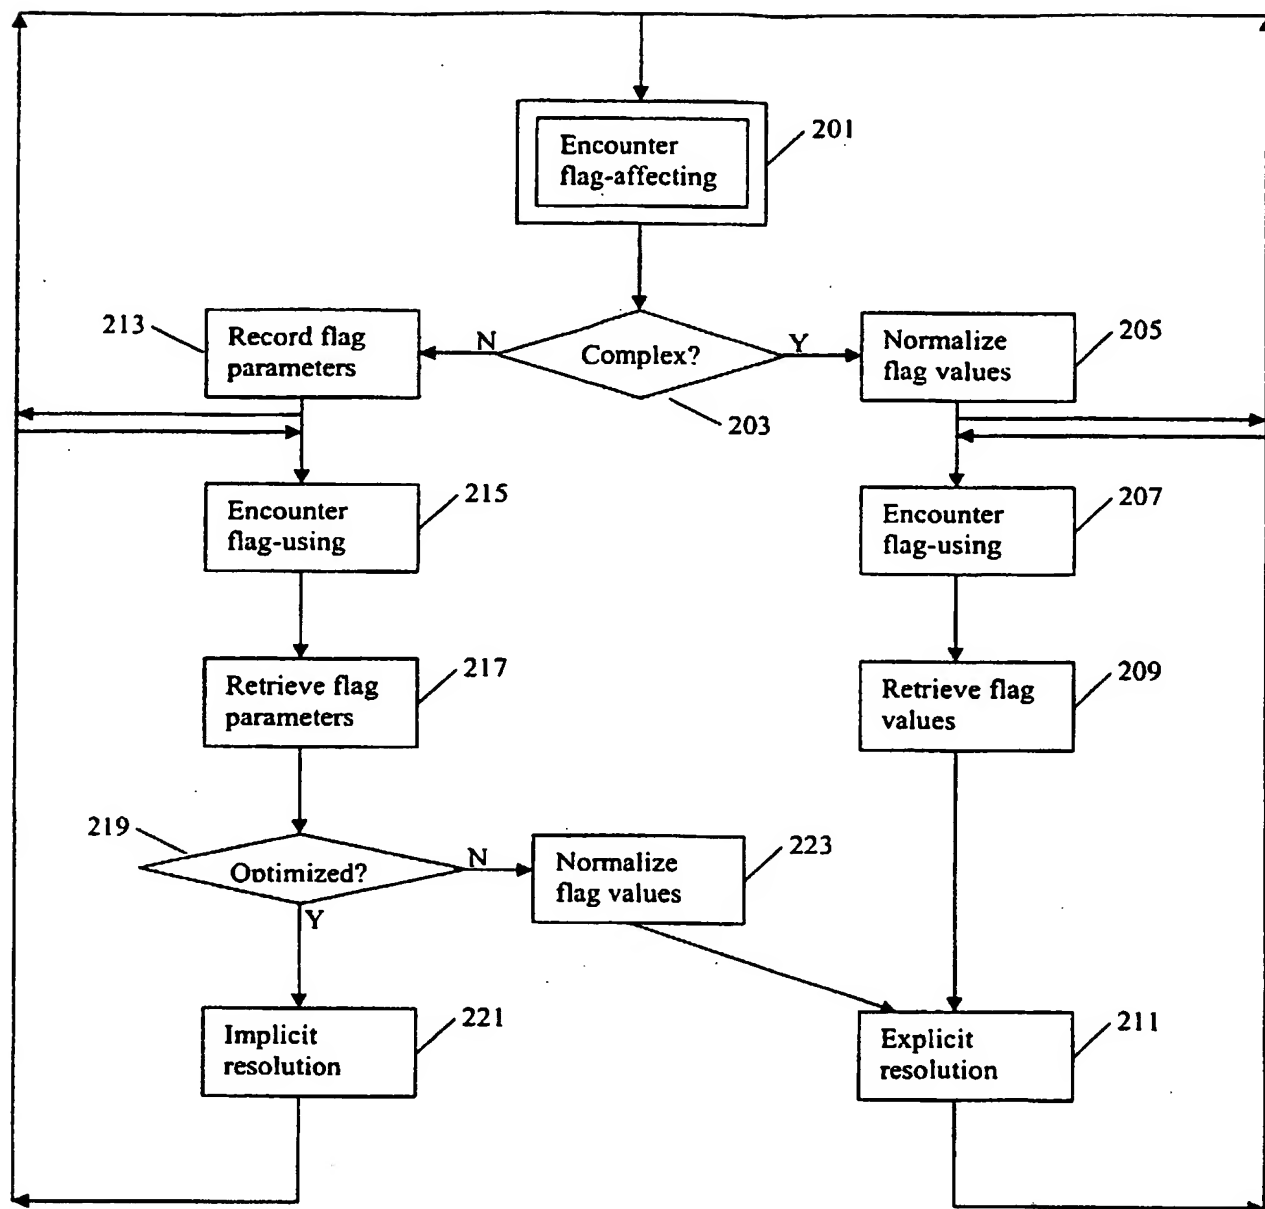 Encounter
flag-affecting
201
213
Record flag
parameters
N
Complex?
Y
203
Normalize
flag values
205
Encounter
flag-using
215
Encounter
flag-using
207
Retrieve flag
parameters
217
Retrieve flag
values
209
219
Optimized?
N
Y
Normalize
flag values
223
Implicit
resolution
221
Explicit
resolution
211